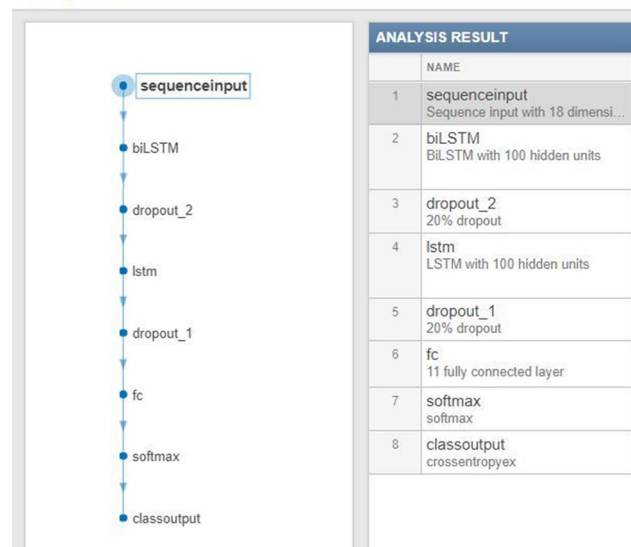 sequenceinput
biLSTM
dropout_2
lstm
dropout_1
fc
softmax
classoutput
ANALYSIS RESULT
NAME
1 sequenceinput
Sequence input with 18 dimensi...
2 biLSTM
BiLSTM with 100 hidden units
3 dropout_2
20% dropout
4 lstm
LSTM with 100 hidden units
5 dropout_1
20% dropout
6 fc
11 fully connected layer
7 softmax
softmax
8 classoutput
crossentropyex